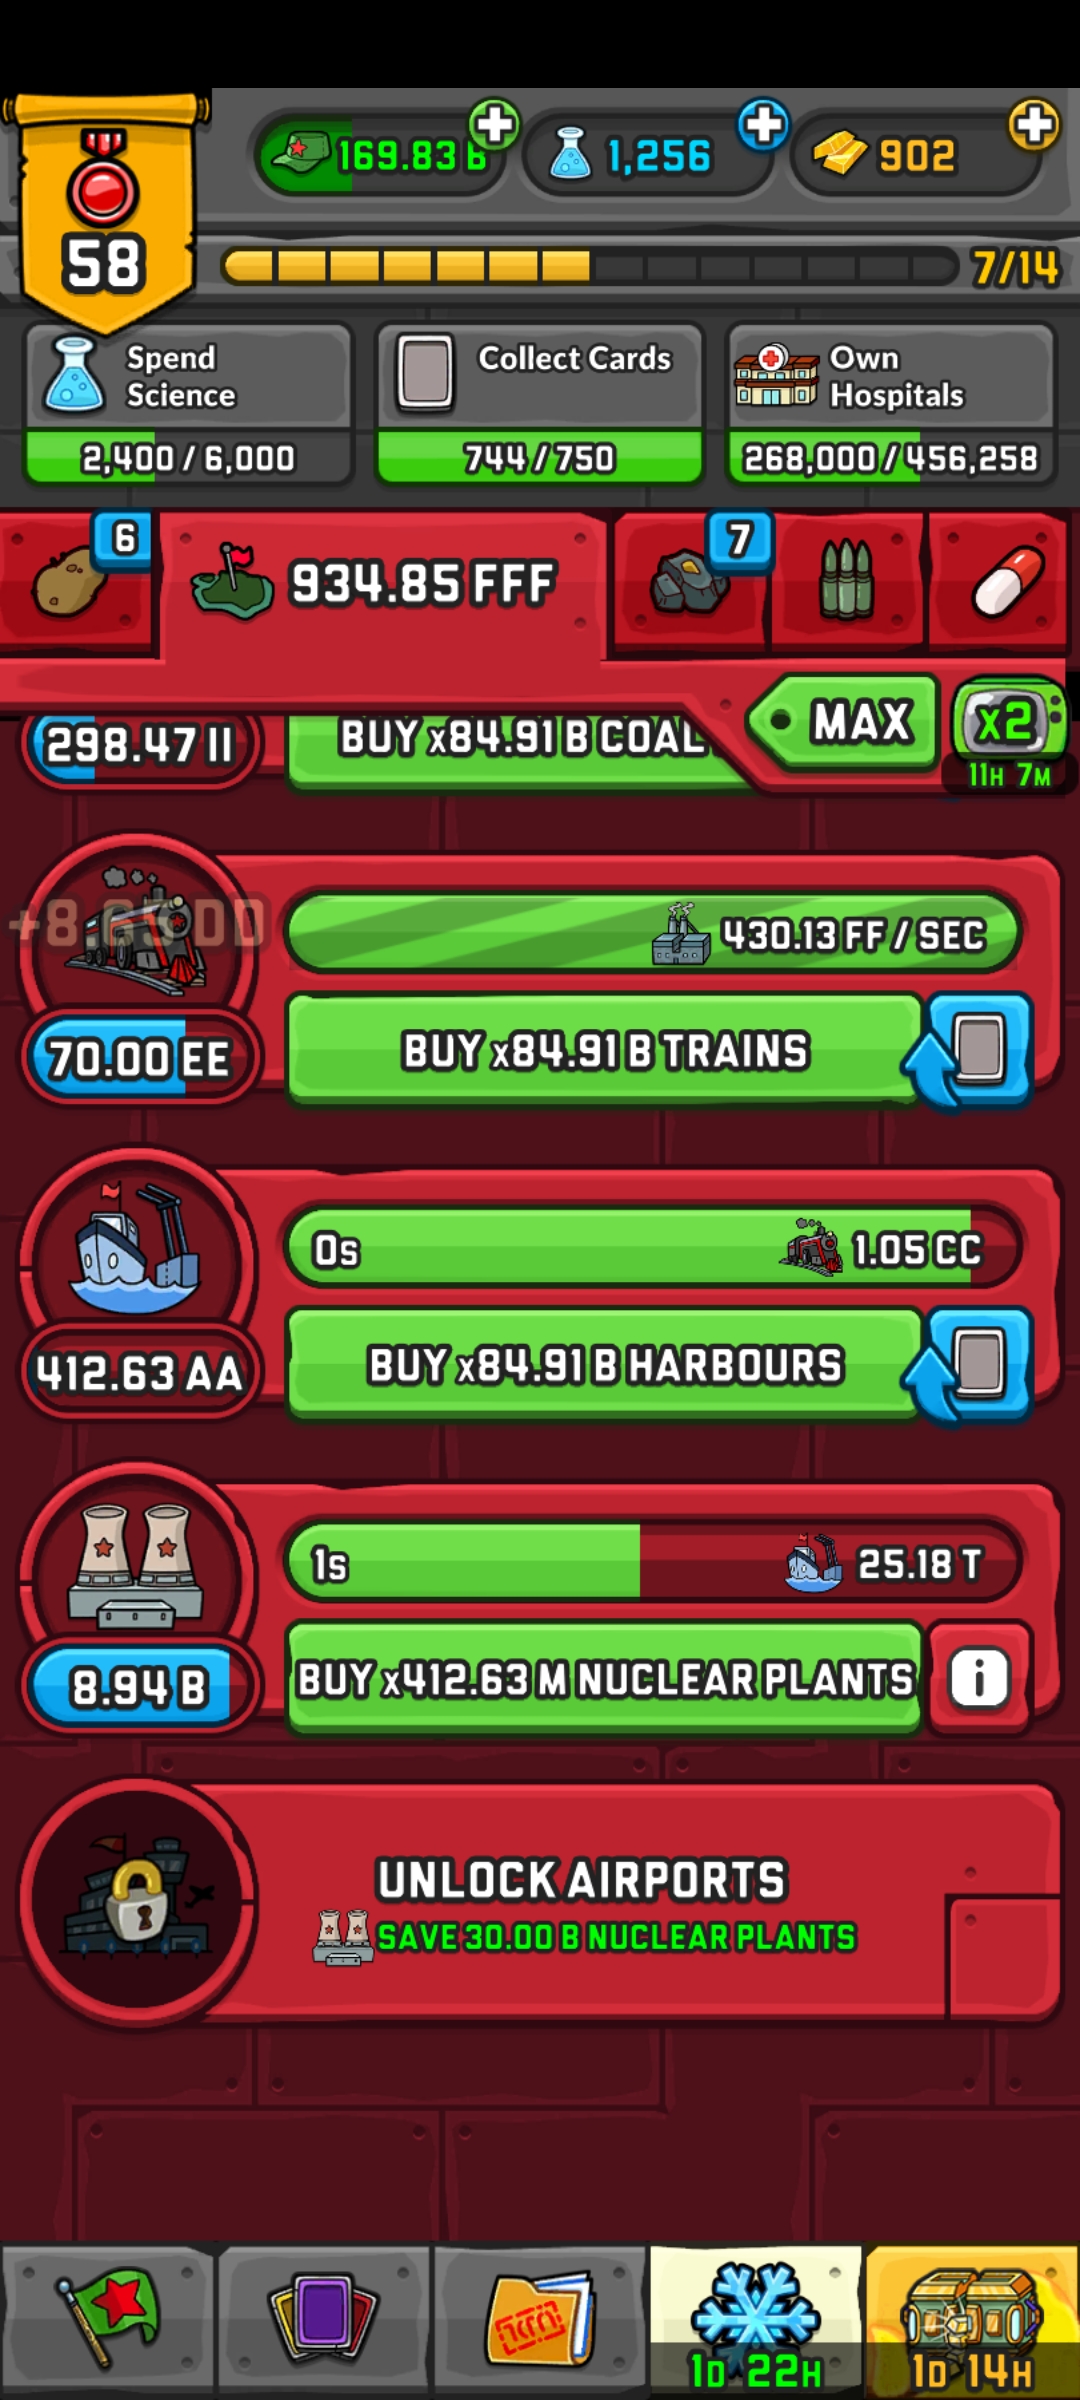 58
169.83 B
1,256
902
7/14
Spend
Science
2,400 / 6,000
Collect Cards
744 / 750
Own
Hospitals
268,000 / 456,258
6
934.85 FFF
7
MAX
x2
11H 7M
298.47 II
BUY x84.91 B COAL
430.13 FF / SEC
70.00 EE
BUY x84.91 B TRAINS
0s
1.05 CC
412.63 AA
BUY x84.91 B HARBOURS
1s
25.18 T
8.94 B
BUY x412.63 M NUCLEAR PLANTS
i
UNLOCK AIRPORTS
SAVE 30.00 B NUCLEAR PLANTS
1D 22H
1D 14H